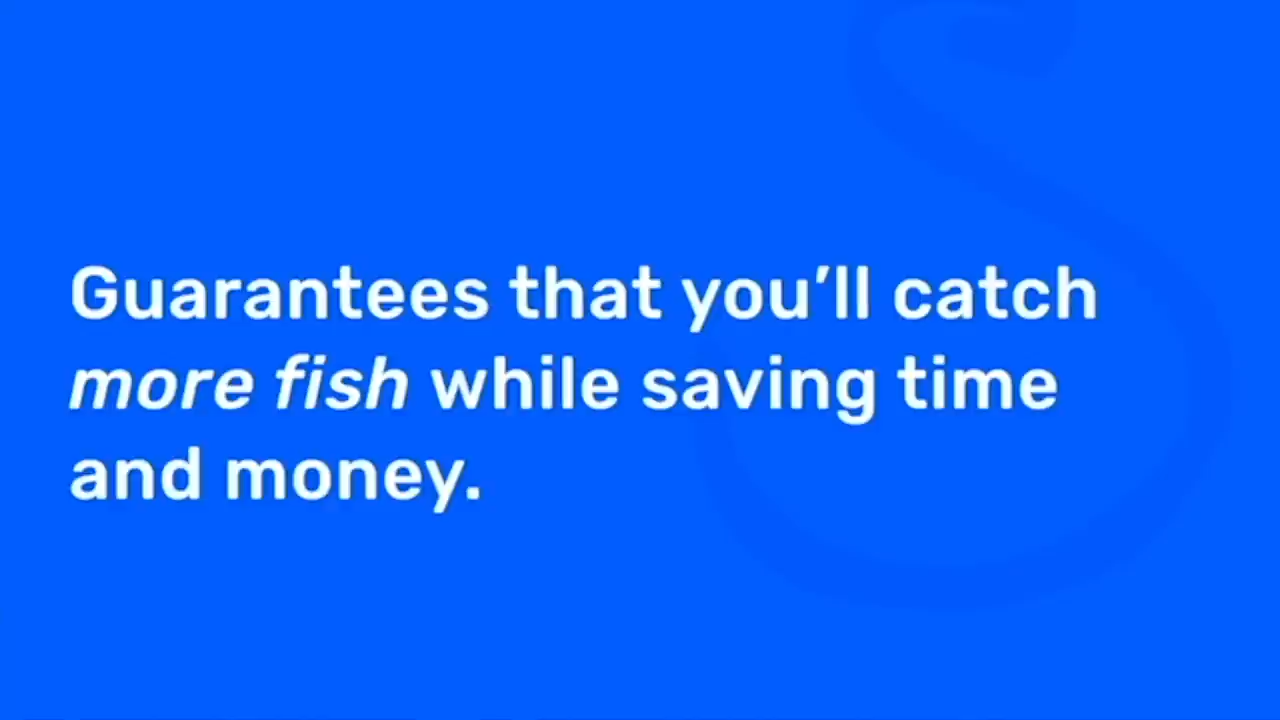 Guarantees that you’ll catch
more fish while saving time
and money.